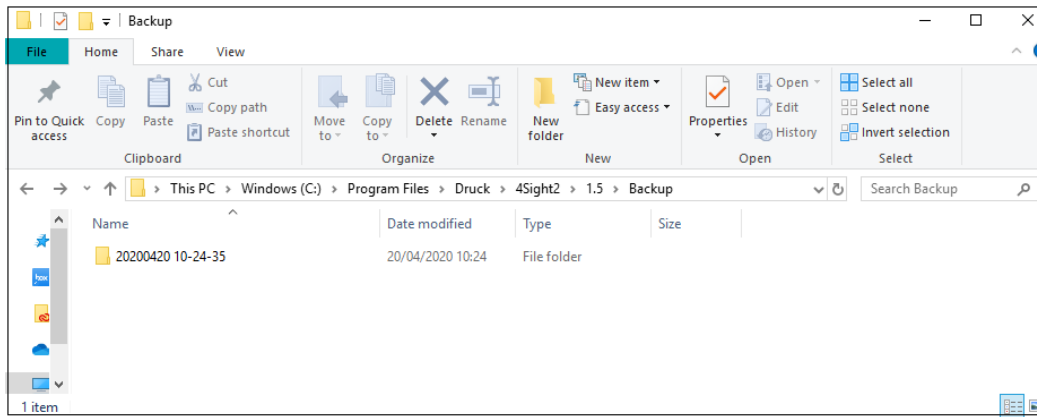 Backup
File Home Share View
Pin to Quick access
Copy
Paste
Cut
Copy path
Paste shortcut
Clipboard
Move to
Copy to
Delete
Rename
Organize
New folder
New item
Easy access
New
Properties
Open
Edit
History
Open
Select all
Select none
Invert selection
Select
This PC > Windows (C:) > Program Files > Druck > 4Sight2 > 1.5 > Backup
Search Backup
Name Date modified Type Size
20200420 10-24-35 20/04/2020 10:24 File folder
1 item